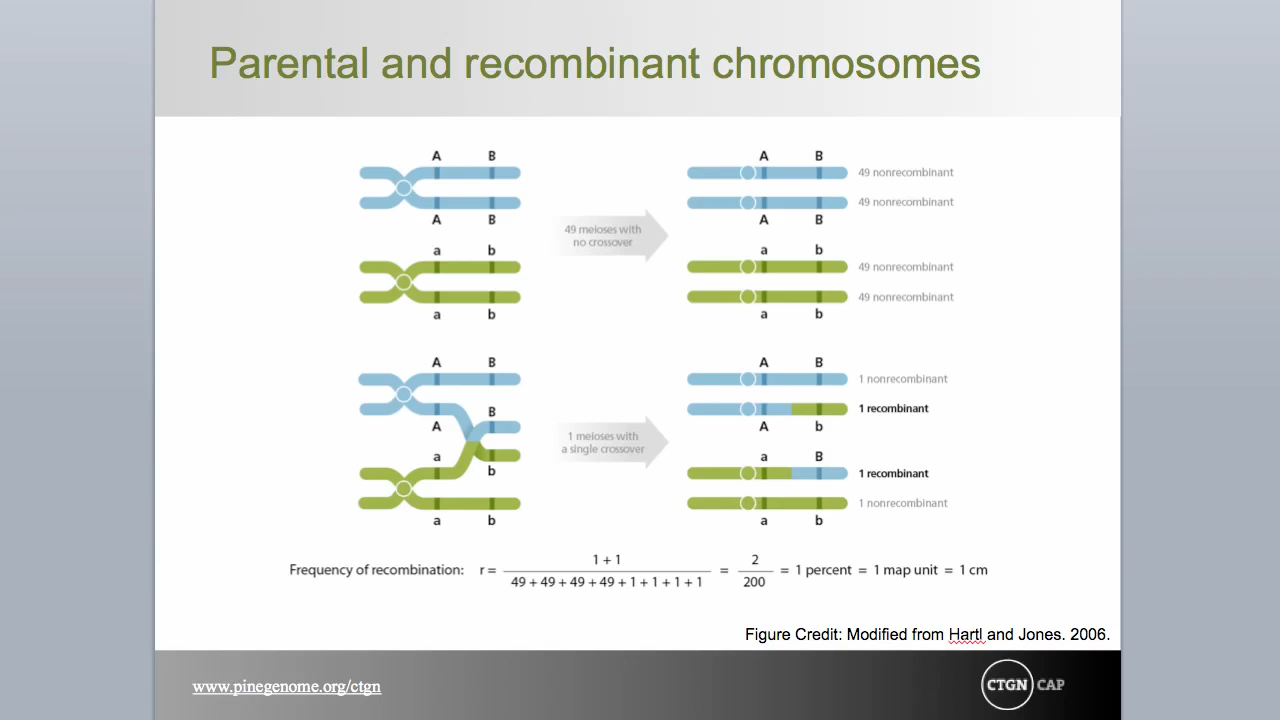 Parental and recombinant chromosomes
A B
A B
49 nonrecombinant
49 nonrecombinant
A B
A B
a b
49 meioses with
no crossover
a b
49 nonrecombinant
49 nonrecombinant
a b
a b
A B
A B
1 nonrecombinant
B
1 recombinant
A
A b
1 meioses with
a single crossover
a
a B
b
1 recombinant
1 nonrecombinant
a b
a b
Frequency of recombination: r = 1 + 1 / 49 + 49 + 49 + 49 + 1 + 1 + 1 + 1 = 2 / 200 = 1 percent = 1 map unit = 1 cm
Figure Credit: Modified from Hartl and Jones. 2006.
www.pinegenome.org/ctgn
CTGN CAP